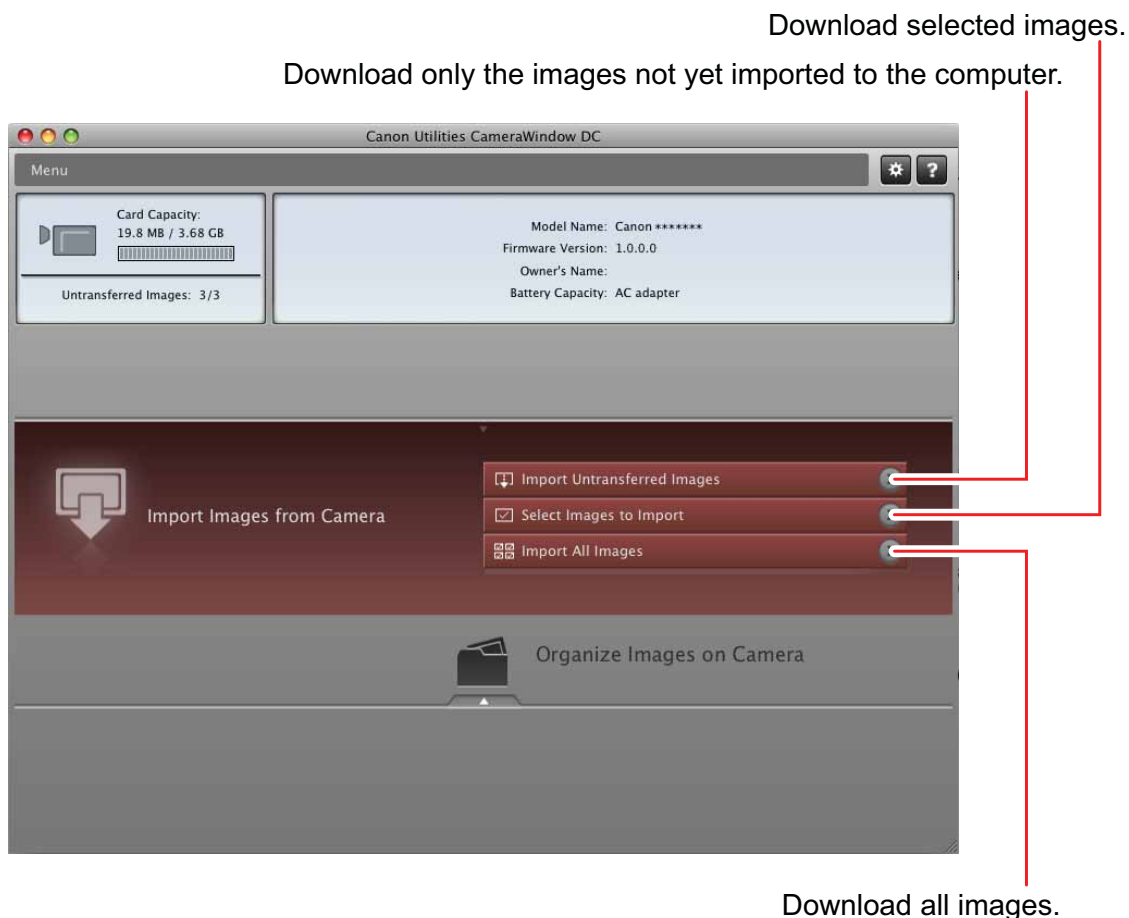 Download selected images.
Download only the images not yet imported to the computer.
Canon Utilities CameraWindow DC
Menu
?
Card Capacity:
19.8 MB / 3.68 GB
Untransferred Images: 3/3
Model Name: Canon *******
Firmware Version: 1.0.0.0
Owner's Name:
Battery Capacity: AC adapter
Import Images from Camera
Import Untransferred Images
Select Images to Import
Import All Images
Organize Images on Camera
Download all images.